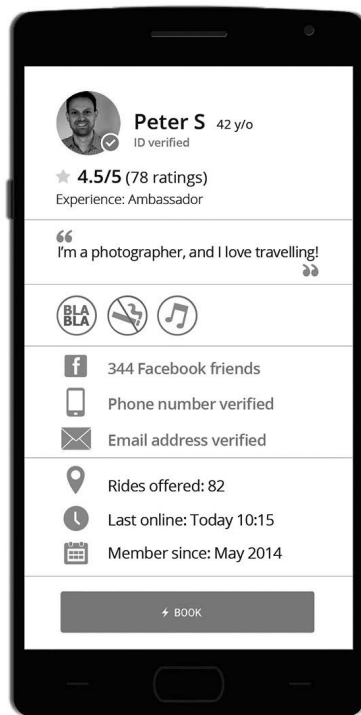 Peter S 42 y/o
ID verified
4.5/5 (78 ratings)
Experience: Ambassador
“
I’m a photographer, and I love travelling!
”
BLA
BLA
f 344 Facebook friends
Phone number verified
Email address verified
Rides offered: 82
Last online: Today 10:15
Member since: May 2014
BOOK